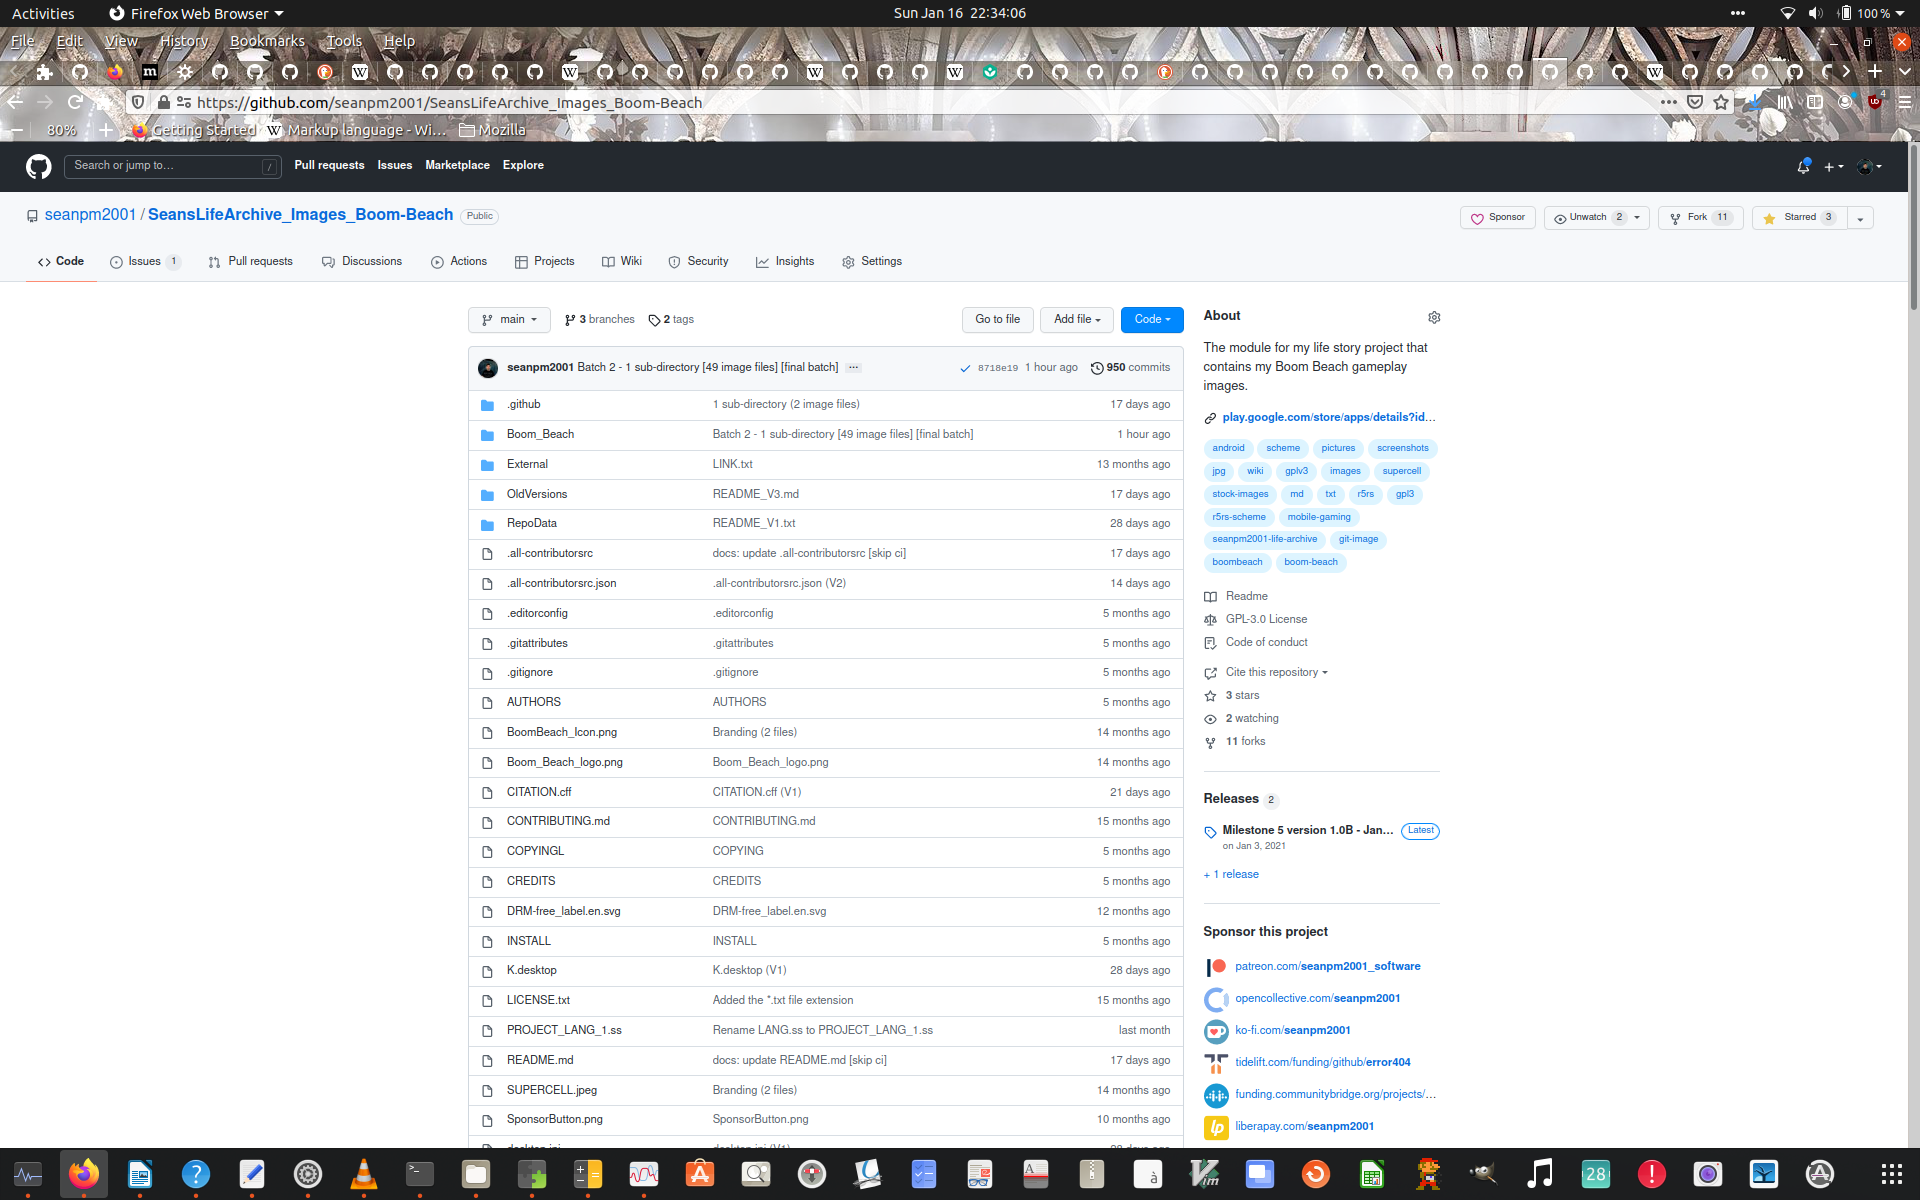 Activities Firefox Web Browser Sun Jan 16 22:34:06 100 %
File Edit View History Bookmarks Tools Help
https://github.com/seanpm2001/SeansLifeArchive_Images_Boom-Beach 4
80% Getting Started Markup language - Wi… Mozilla
Search or jump to… / Pull requests Issues Marketplace Explore
seanpm2001 / SeansLifeArchive_Images_Boom-Beach Public Sponsor Unwatch 2 Fork 11 Starred 3
Code Issues 1 Pull requests Discussions Actions Projects Wiki Security Insights Settings
main 3 branches 2 tags Go to file Add file Code
seanpm2001 Batch 2 - 1 sub-directory [49 image files] [final batch] … 8718e19 1 hour ago 950 commits
.github 1 sub-directory (2 image files) 17 days ago
Boom_Beach Batch 2 - 1 sub-directory [49 image files] [final batch] 1 hour ago
External LINK.txt 13 months ago
OldVersions README_V3.md 17 days ago
RepoData README_V1.txt 28 days ago
.all-contributorsrc docs: update .all-contributorsrc [skip ci] 17 days ago
.all-contributorsrc.json .all-contributorsrc.json (V2) 14 days ago
.editorconfig .editorconfig 5 months ago
.gitattributes .gitattributes 5 months ago
.gitignore .gitignore 5 months ago
AUTHORS AUTHORS 5 months ago
BoomBeach_Icon.png Branding (2 files) 14 months ago
Boom_Beach_logo.png Boom_Beach_logo.png 14 months ago
CITATION.cff CITATION.cff (V1) 21 days ago
CONTRIBUTING.md CONTRIBUTING.md 15 months ago
COPYINGL COPYING 5 months ago
CREDITS CREDITS 5 months ago
DRM-free_label.en.svg DRM-free_label.en.svg 12 months ago
INSTALL INSTALL 5 months ago
K.desktop K.desktop (V1) 28 days ago
LICENSE.txt Added the *.txt file extension 15 months ago
PROJECT_LANG_1.ss Rename LANG.ss to PROJECT_LANG_1.ss last month
README.md docs: update README.md [skip ci] 17 days ago
SUPERCELL.jpeg Branding (2 files) 14 months ago
SponsorButton.png SponsorButton.png 10 months ago
About
The module for my life story project that
contains my Boom Beach gameplay
images.
play.google.com/store/apps/details?id…
android scheme pictures screenshots
jpg wiki gplv3 images supercell
stock-images md txt r5rs gpl3
r5rs-scheme mobile-gaming
seanpm2001-life-archive git-image
boombeach boom-beach
Readme
GPL-3.0 License
Code of conduct
Cite this repository
3 stars
2 watching
11 forks
Releases 2
Milestone 5 version 1.0B - Jan… Latest
on Jan 3, 2021
+ 1 release
Sponsor this project
patreon.com/seanpm2001_software
opencollective.com/seanpm2001
ko-fi.com/seanpm2001
tidelift.com/funding/github/error404
funding.communitybridge.org/projects/…
liberapay.com/seanpm2001
28